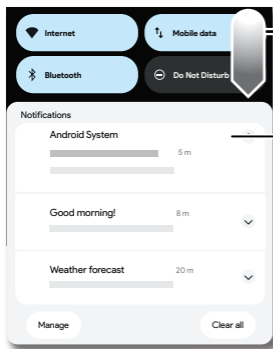 Internet
Mobile data
Bluetooth
Do Not Disturb
Notifications
Android System
5 m
Good morning!
8 m
Weather forecast
20 m
Manage
Clear all